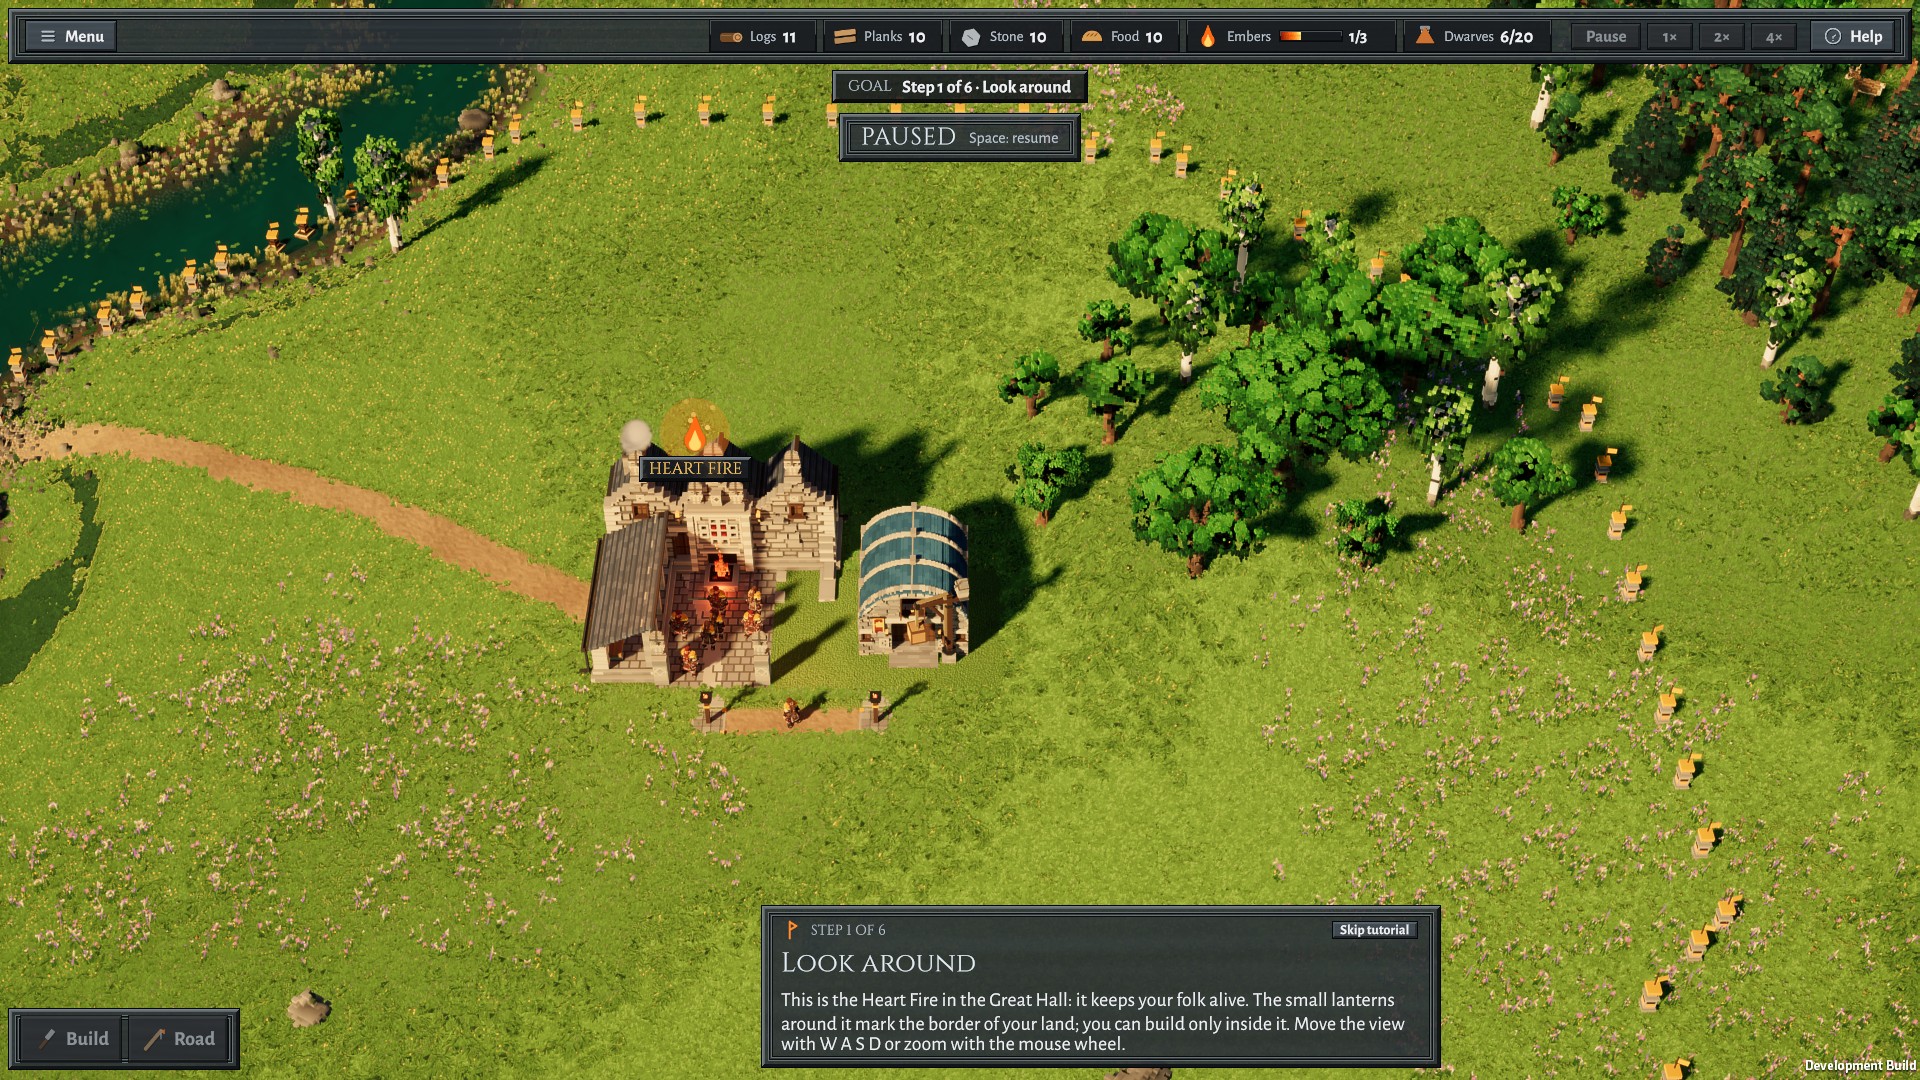 Menu
Logs 11
Planks 10
Stone 10
Food 10
Embers 1/3
Dwarves 6/20
Pause
1×
2×
4×
Help
GOAL Step 1 of 6 · Look around
PAUSED Space: resume
HEART FIRE
STEP 1 OF 6
Skip tutorial
LOOK AROUND
This is the Heart Fire in the Great Hall: it keeps your folk alive. The small lanterns
around it mark the border of your land; you can build only inside it. Move the view
with W A S D or zoom with the mouse wheel.
Build
Road
Development Build